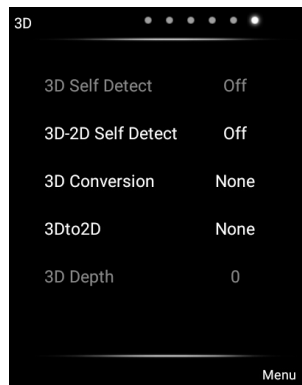 3D
3D Self Detect Off
3D-2D Self Detect Off
3D Conversion None
3Dto2D None
3D Depth 0
Menu